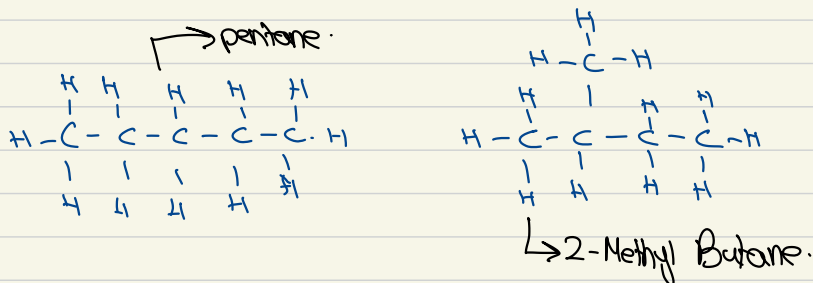 pentane.
H
H - C - H
H H H H H
H - C - C - C - C - C - H
H H H H H
H H H
H - C - C - C - C - H
H H H H
2-Methyl Butane.